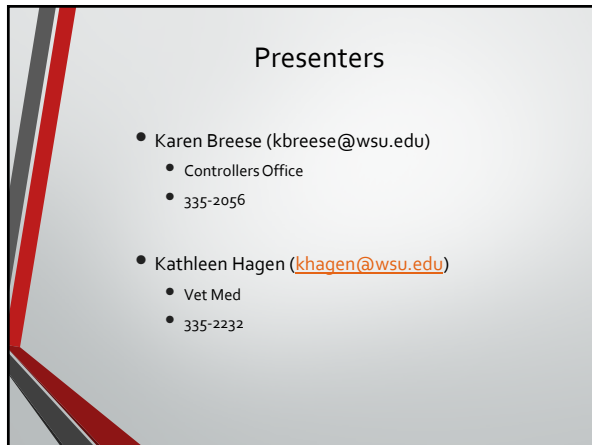 Presenters
• Karen Breese (kbreese@wsu.edu)
• Controllers Office
• 335-2056
• Kathleen Hagen (khagen@wsu.edu)
• Vet Med
• 335-2232